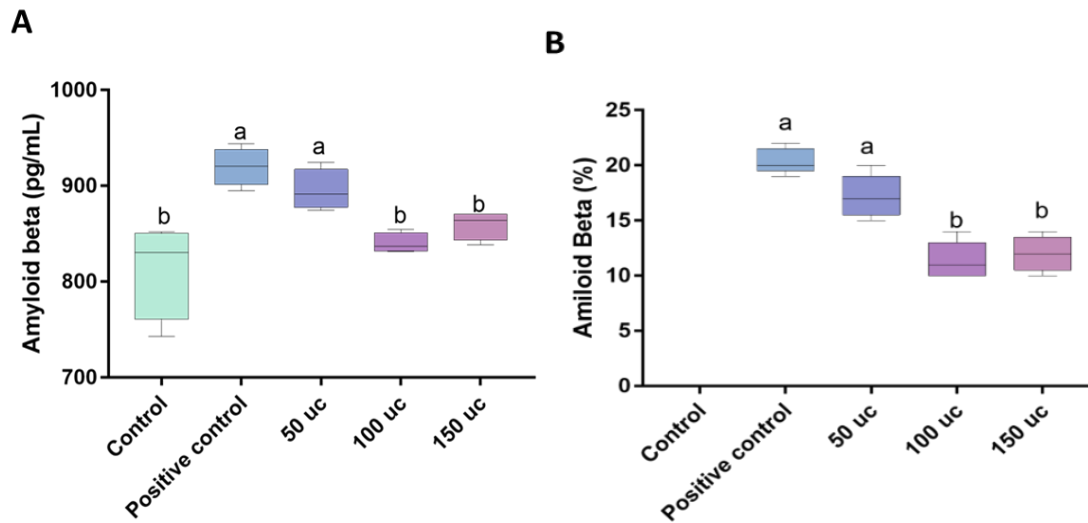 A
Amyloid beta (pg/mL)
1000
900
800
700
b
a
a
b
b
Control
Positive control
50 uc
100 uc
150 uc
B
Amiloid Beta (%)
25
20
15
10
5
0
a
a
b
b
Control
Positive control
50 uc
100 uc
150 uc